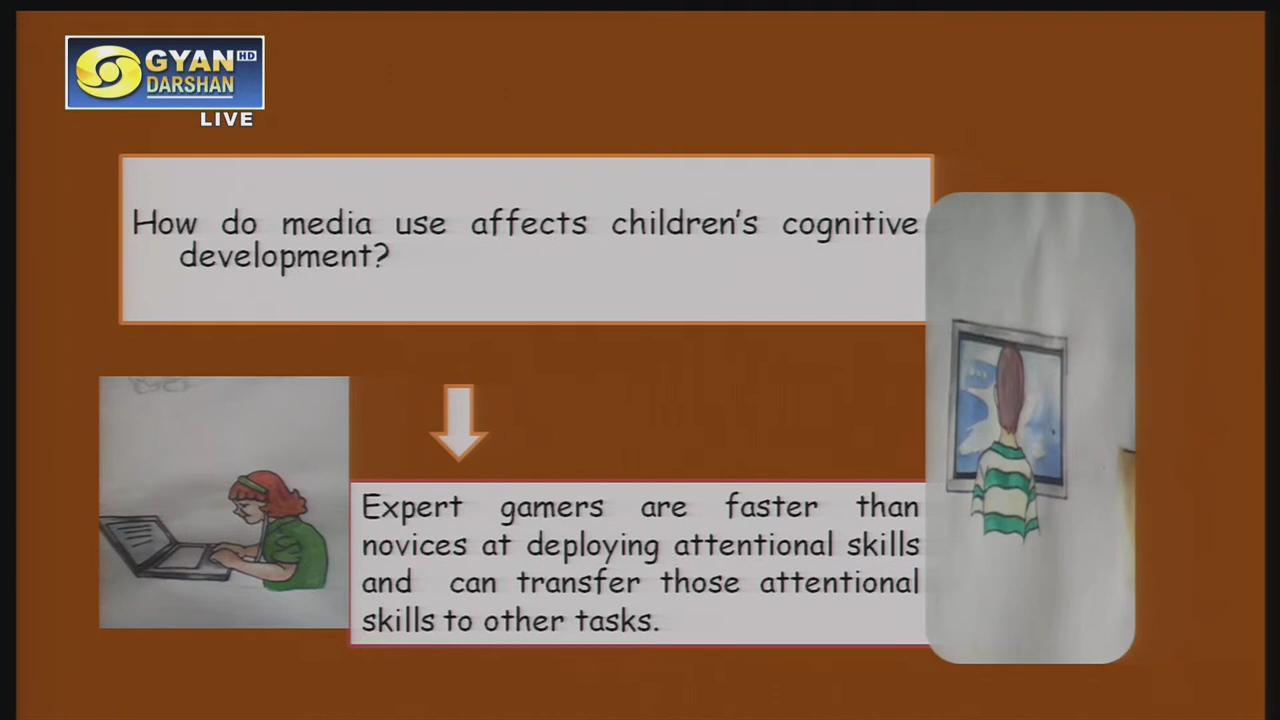 GYAN HD
DARSHAN
LIVE
How do media use affects children's cognitive
development?
Expert gamers are faster than
novices at deploying attentional skills
and can transfer those attentional
skills to other tasks.